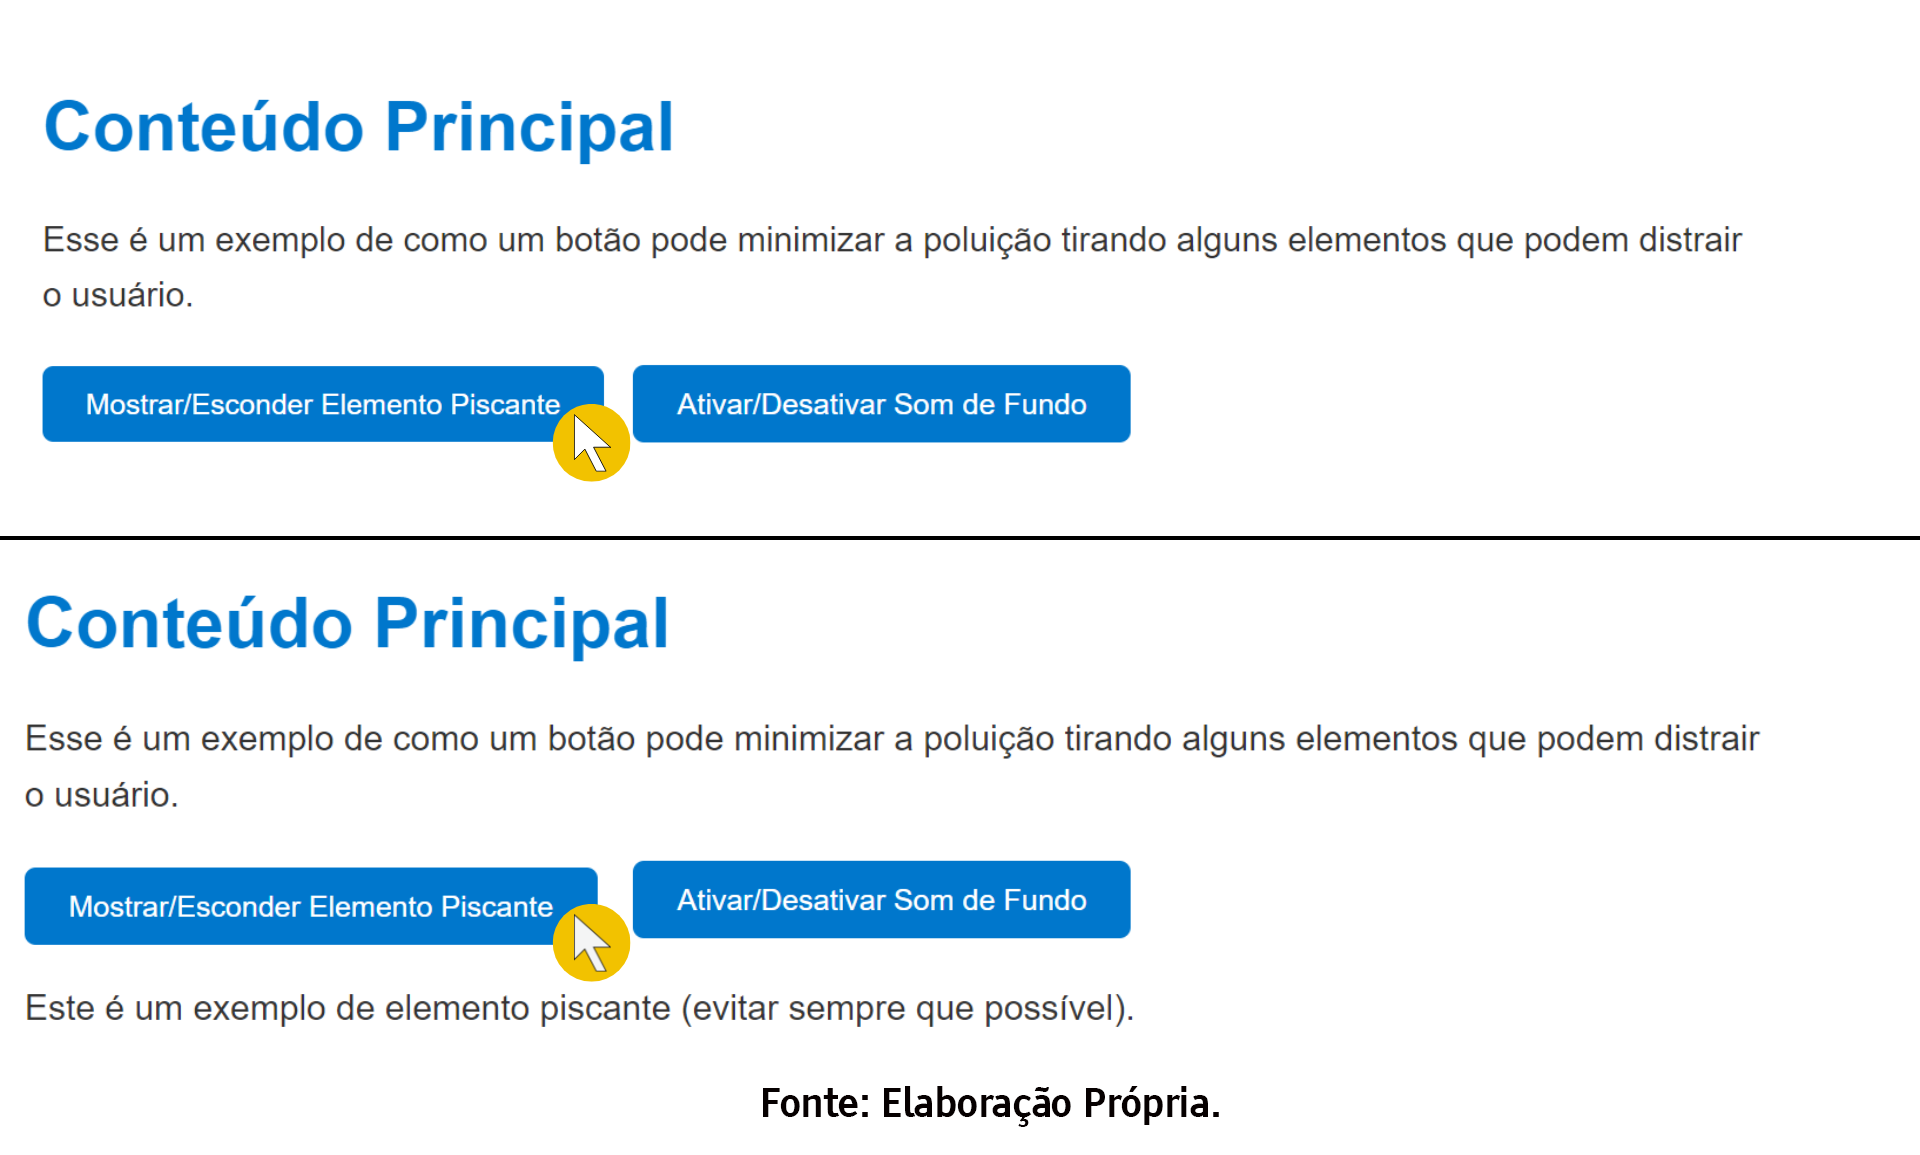 Conteúdo Principal
Esse é um exemplo de como um botão pode minimizar a poluição tirando alguns elementos que podem distrair
o usuário.
Mostrar/Esconder Elemento Piscante
Ativar/Desativar Som de Fundo
Conteúdo Principal
Esse é um exemplo de como um botão pode minimizar a poluição tirando alguns elementos que podem distrair
o usuário.
Mostrar/Esconder Elemento Piscante
Ativar/Desativar Som de Fundo
Este é um exemplo de elemento piscante (evitar sempre que possível).
Fonte: Elaboração Própria.